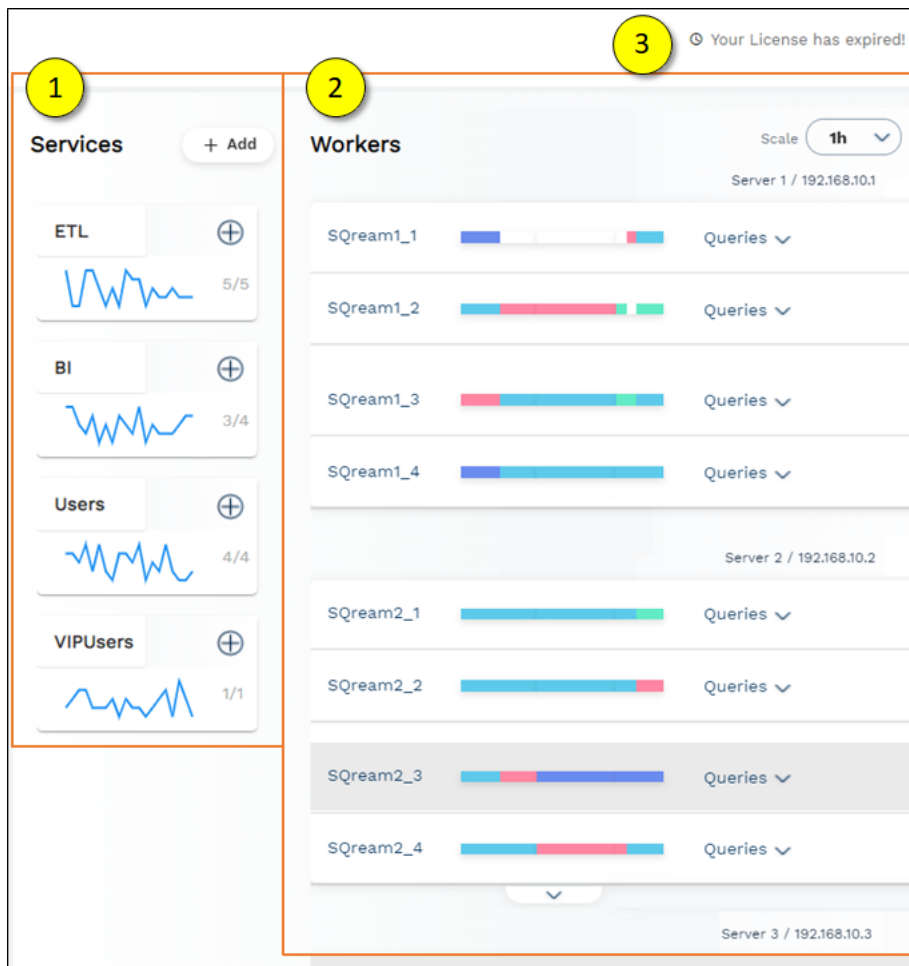 3
Your License has expired!
1
2
Services
+ Add
Workers
Scale 1h
Server 1 / 192.168.10.1
ETL
5/5
BI
3/4
Users
4/4
VIPUsers
1/1
SQream1_1 Queries
SQream1_2 Queries
SQream1_3 Queries
SQream1_4 Queries
Server 2 / 192.168.10.2
SQream2_1 Queries
SQream2_2 Queries
SQream2_3 Queries
SQream2_4 Queries
Server 3 / 192.168.10.3